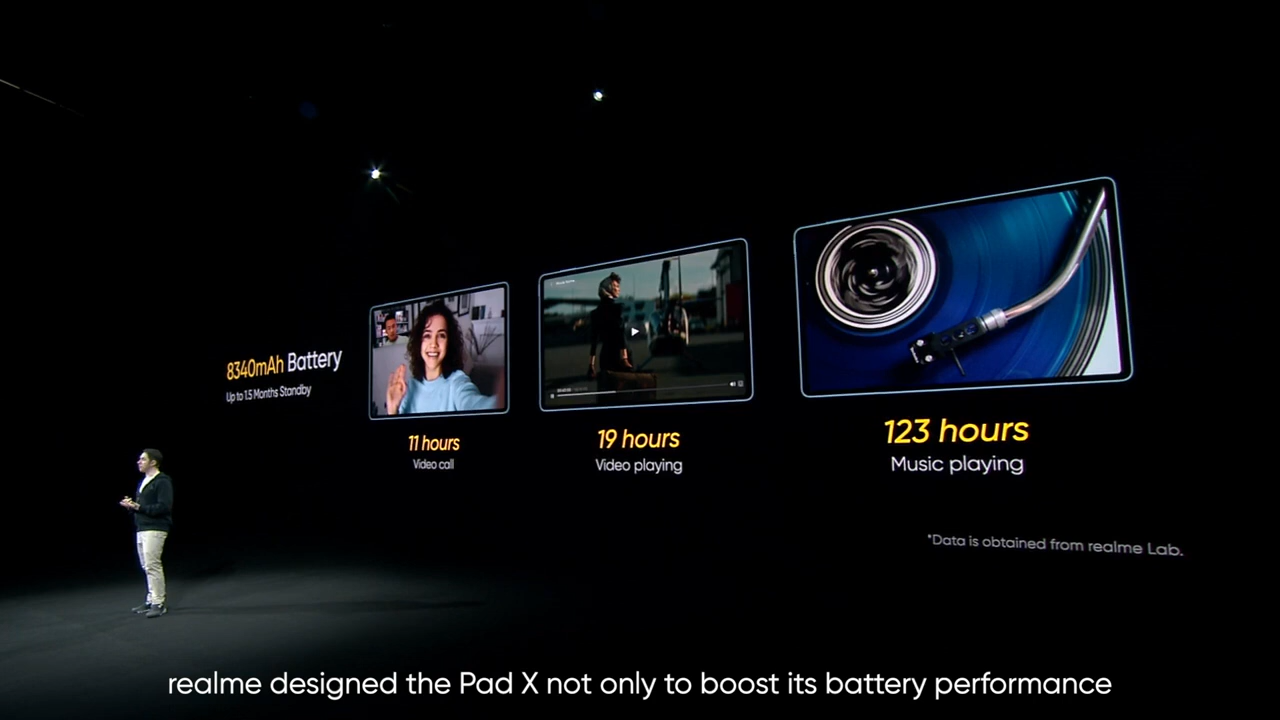 8340mAh Battery
Up to 1.5 Months Standby
11 hours
Video call
19 hours
Video playing
123 hours
Music playing
*Data is obtained from realme Lab.
realme designed the Pad X not only to boost its battery performance